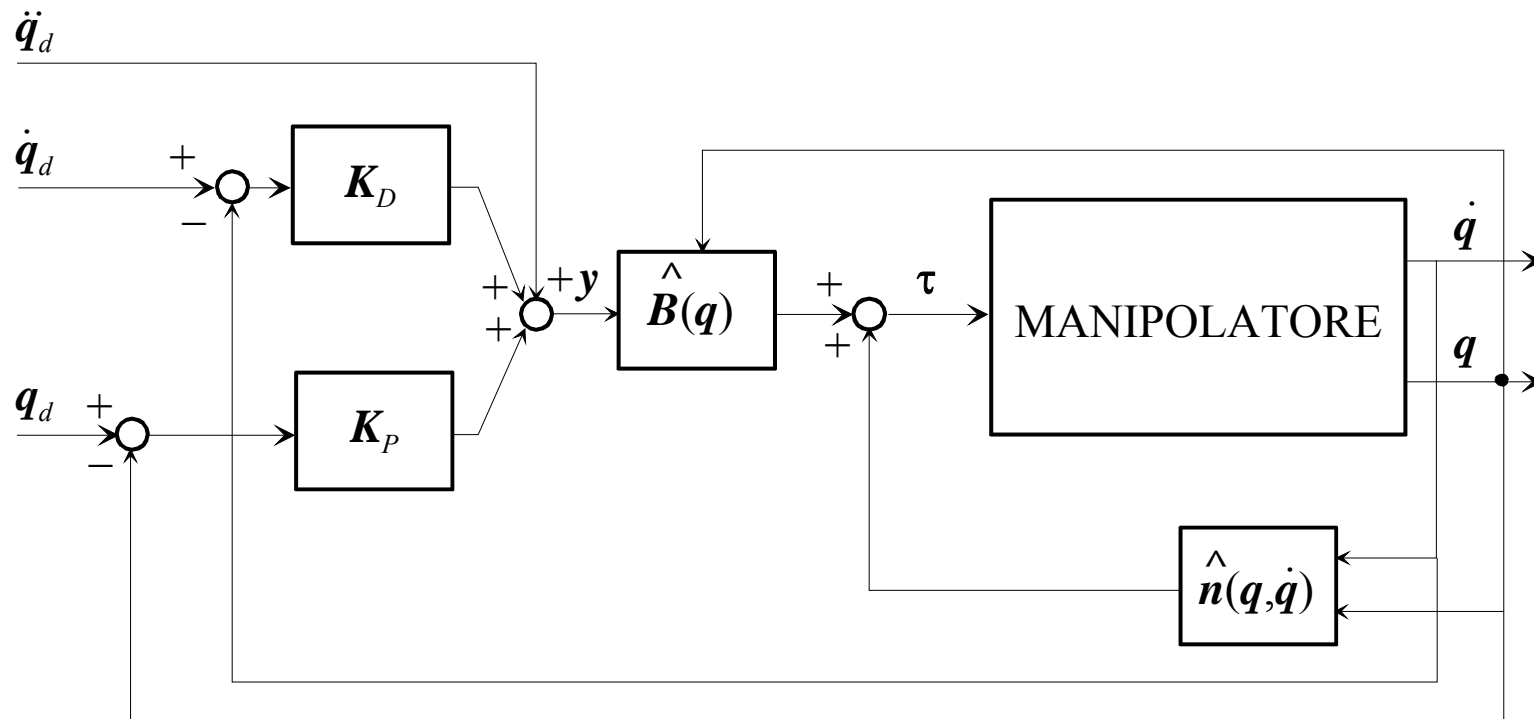 q̈_d
q̇_d
+
−
K_D
+
+
+
y
B̂(q)
+
+
τ
MANIPOLATORE
q̇
q
q_d
+
−
K_P
n̂(q,q̇)